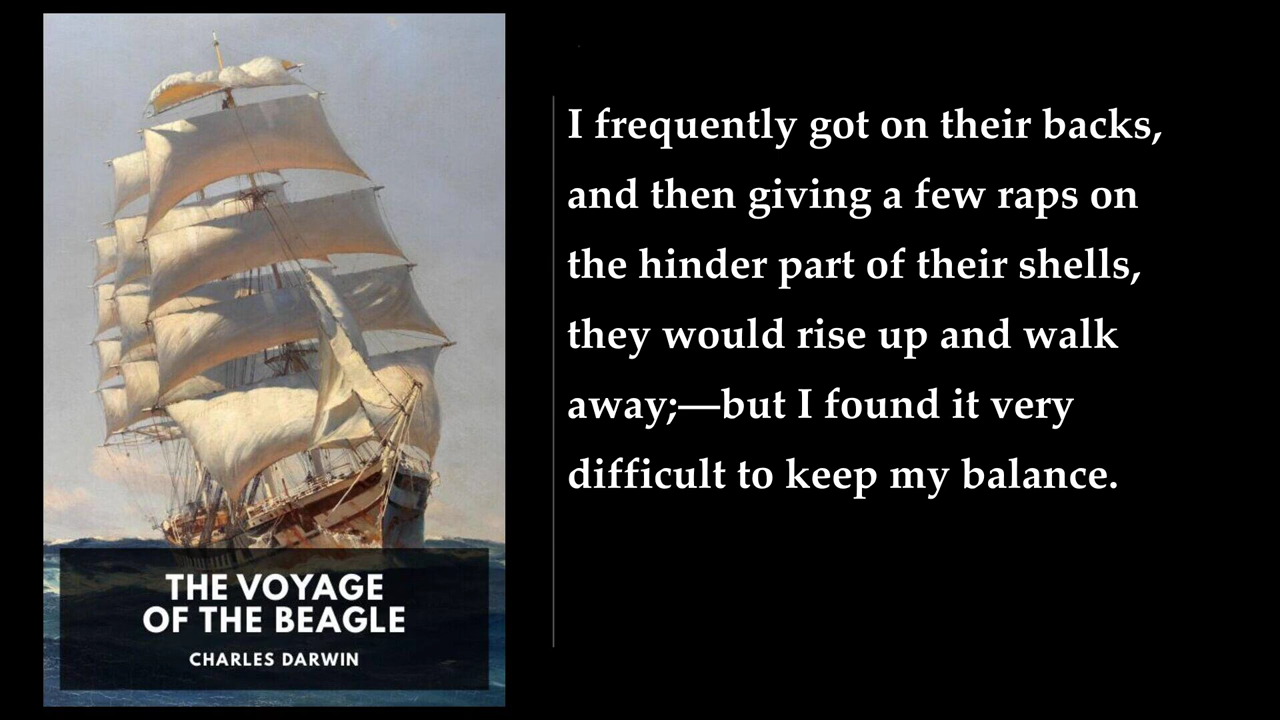 THE VOYAGE
OF THE BEAGLE
CHARLES DARWIN
I frequently got on their backs,
and then giving a few raps on
the hinder part of their shells,
they would rise up and walk
away;—but I found it very
difficult to keep my balance.